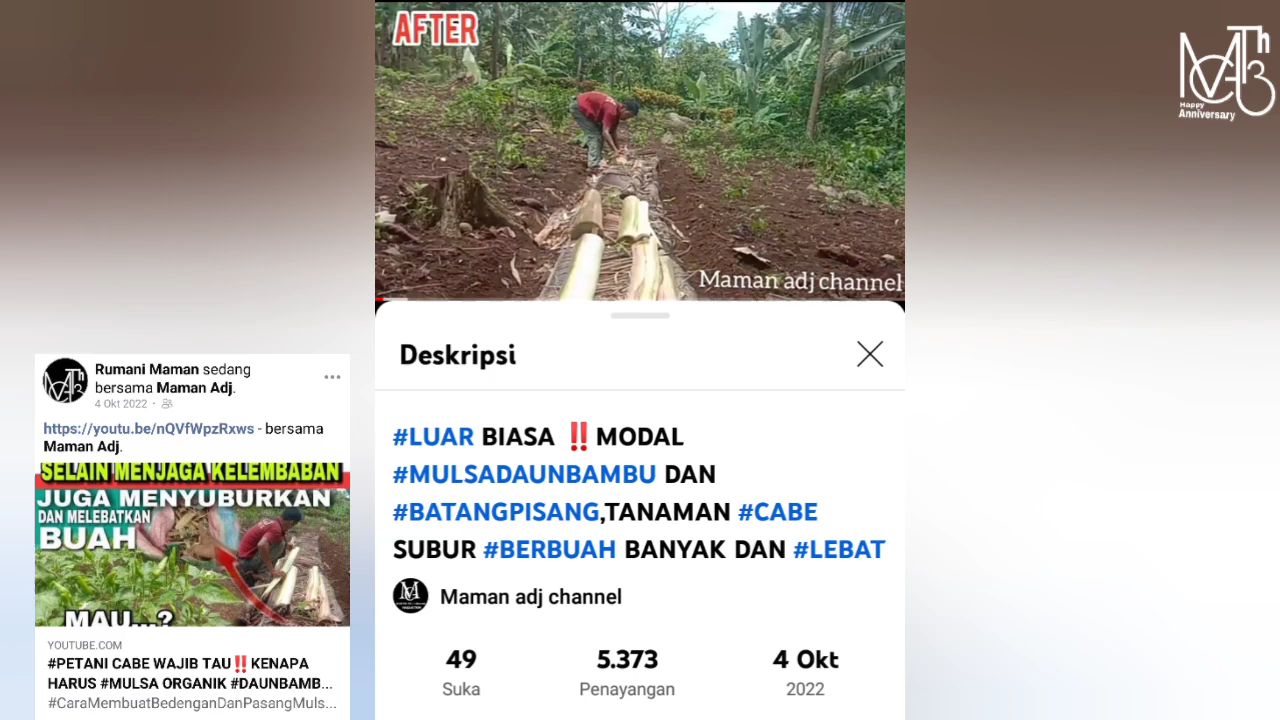 AFTER
Maman adj channel
Deskripsi
#LUAR BIASA ‼️MODAL
#MULSADAUNBAMBU DAN
#BATANGPISANG,TANAMAN #CABE
SUBUR #BERBUAH BANYAK DAN #LEBAT
Maman adj channel
49
Suka
5.373
Penayangan
4 Okt
2022
Rumani Maman sedang
bersama Maman Adj.
4 Okt 2022
https://youtu.be/nQVfWpzRxws - bersama
Maman Adj.
SELAIN MENJAGA KELEMBABAN
JUGA MENYUBURKAN
DAN MELEBATKAN
BUAH
MAU...?
YOUTUBE.COM
#PETANI CABE WAJIB TAU‼️KENAPA
HARUS #MULSA ORGANIK #DAUNBAMB...
#CaraMembuatBedenganDanPasangMuls...
Happy
Anniversary